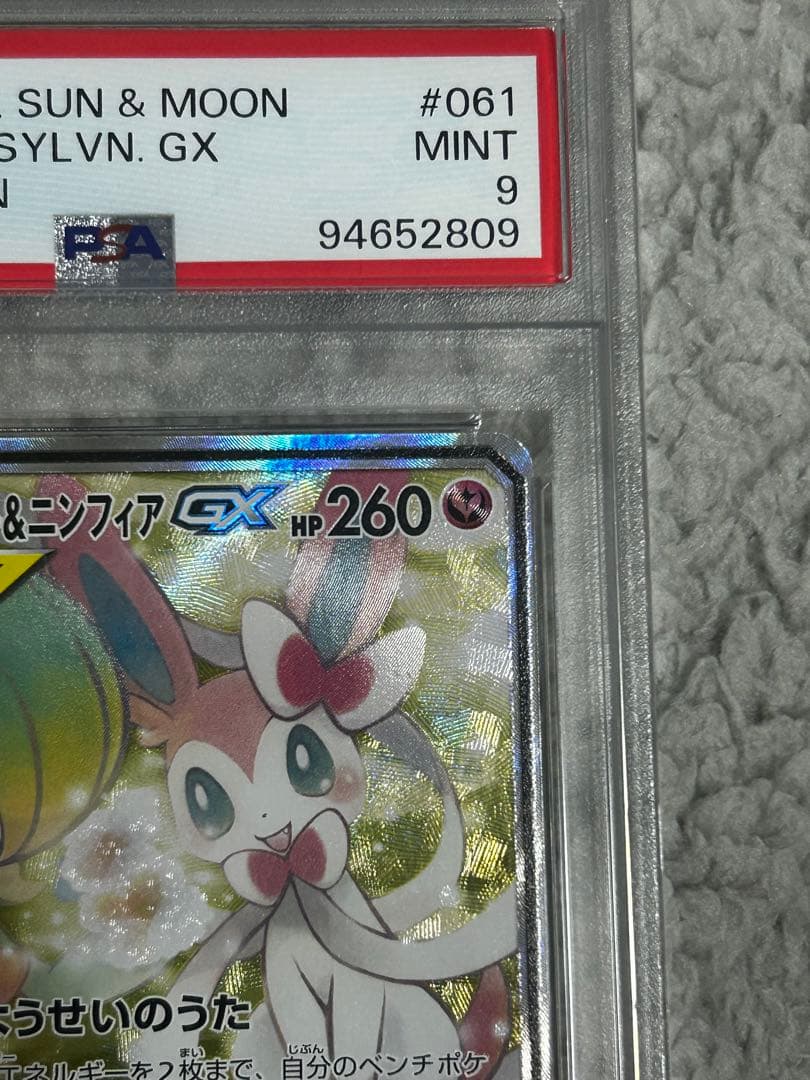 . SUN & MOON #061
SYLVN. GX MINT
N 9
PSA 94652809
&ニンフィア GX HP 260
ようせいのうた
エネルギーを2枚まで、自分のベンチポケ
まい じぶん